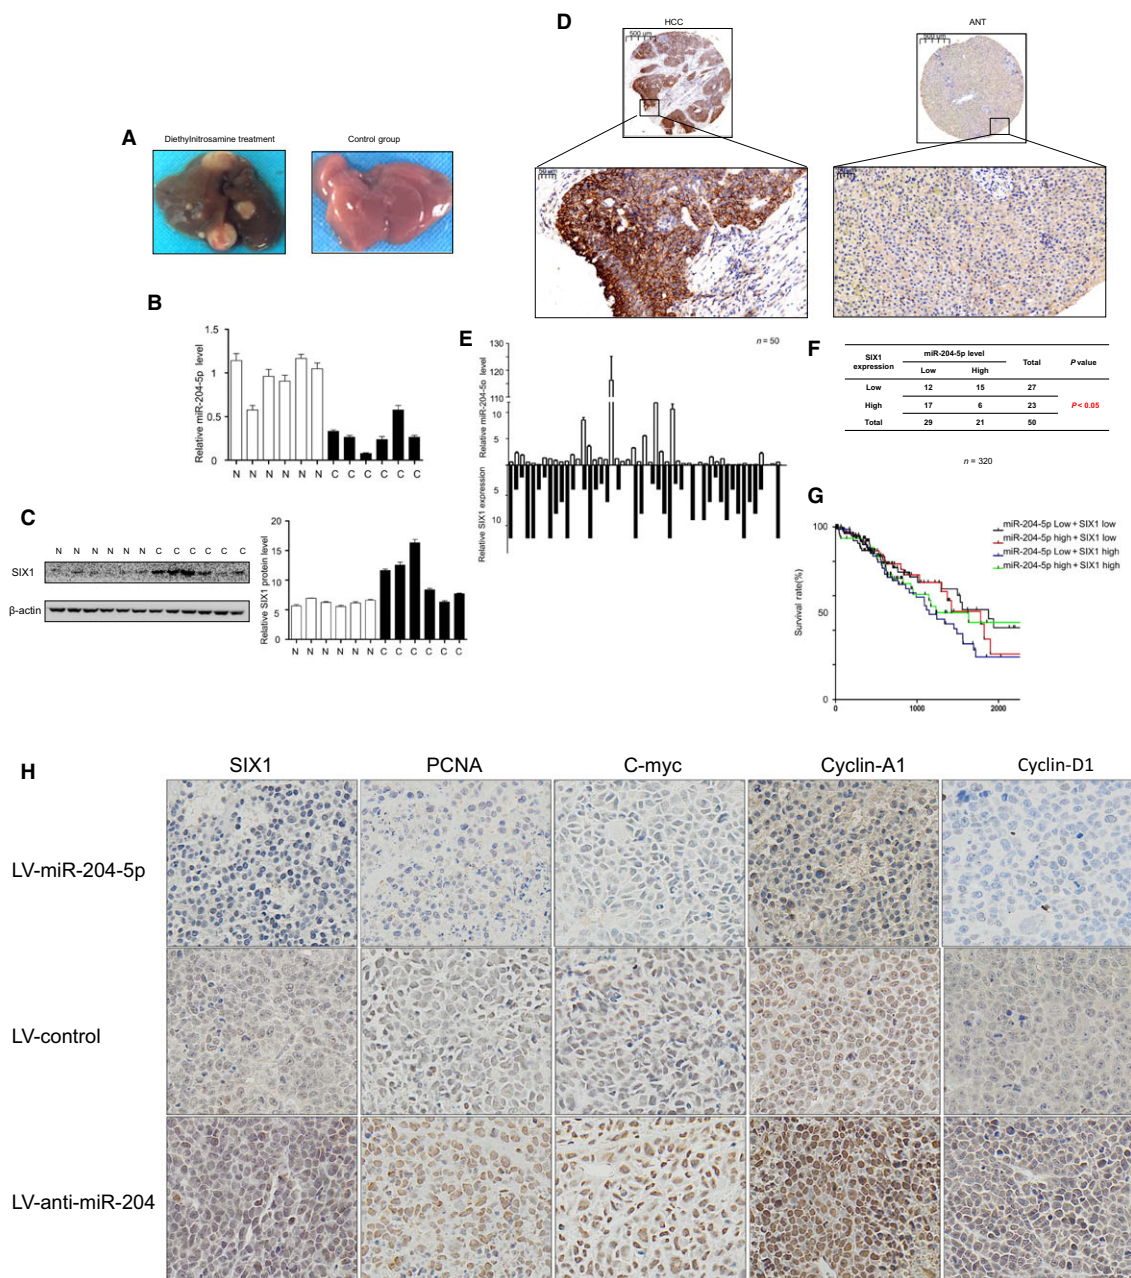 A
Diethylnitrosamine treatment
Control group
B
Relative miR-204-5p level
1.5
1
0.5
0
N N N N N N C C C C C C
C
N N N N N N C C C C C C
SIX1
β-actin
Relative SIX1 protein level
20
15
10
5
0
N N N N N N C C C C C C
D
HCC
500 um
ANT
500 um
E
n = 50
Relative miR-204-5p level
130
120
110
10
5
Relative SIX1 expression
5
10
F
SIX1 expression
miR-204-5p level
Total
P value
Low
High
Low 12 15 27
High 17 6 23
P < 0.05
Total 29 21 50
n = 320
G
Survival rate(%)
100
50
0
0 1000 2000
miR-204-5p Low + SIX1 low
miR-204-5p high + SIX1 low
miR-204-5p Low + SIX1 high
miR-204-5p high + SIX1 high
H
SIX1 PCNA C-myc Cyclin-A1 Cyclin-D1
LV-miR-204-5p
LV-control
LV-anti-miR-204